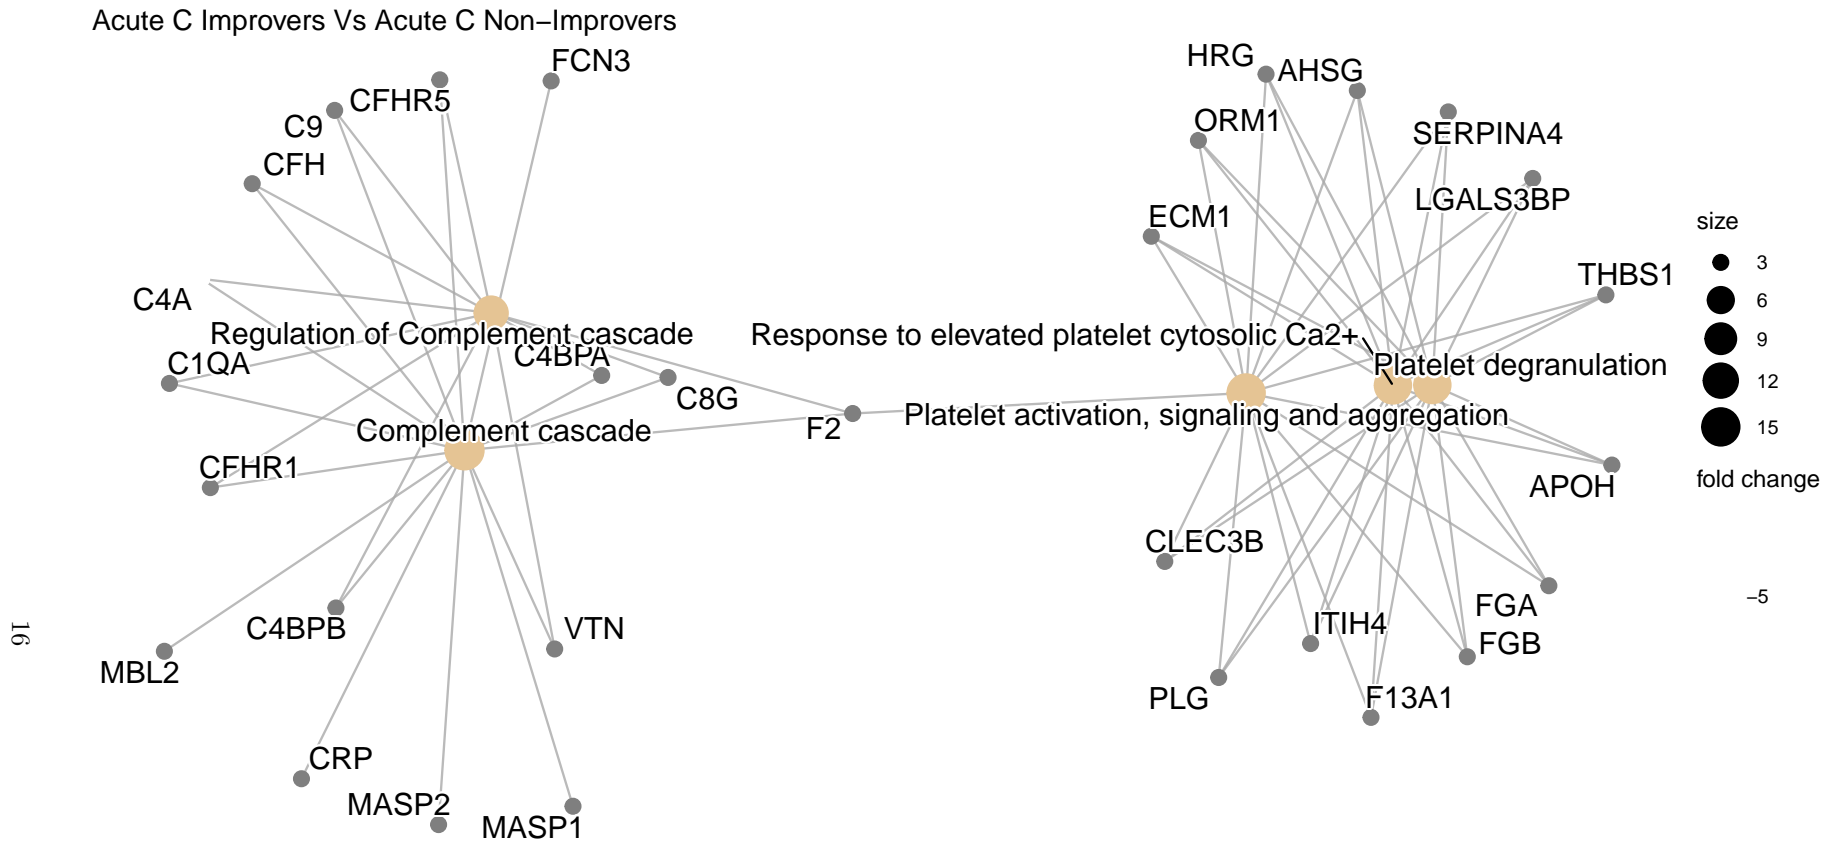 Acute C Improvers Vs Acute C Non−Improvers
FCN3
HRG
AHSG
CFHR5
C9
ORM1
SERPINA4
CFH
LGALS3BP
ECM1
size
3
THBS1
C4A
6
Regulation of Complement cascade
Response to elevated platelet cytosolic Ca2+
9
C4BPA
C1QA
Platelet degranulation
12
C8G
Platelet activation, signaling and aggregation
F2
15
Complement cascade
CFHR1
fold change
APOH
CLEC3B
−5
FGA
C4BPB
VTN
ITIH4
FGB
16
MBL2
PLG
F13A1
CRP
MASP2
MASP1